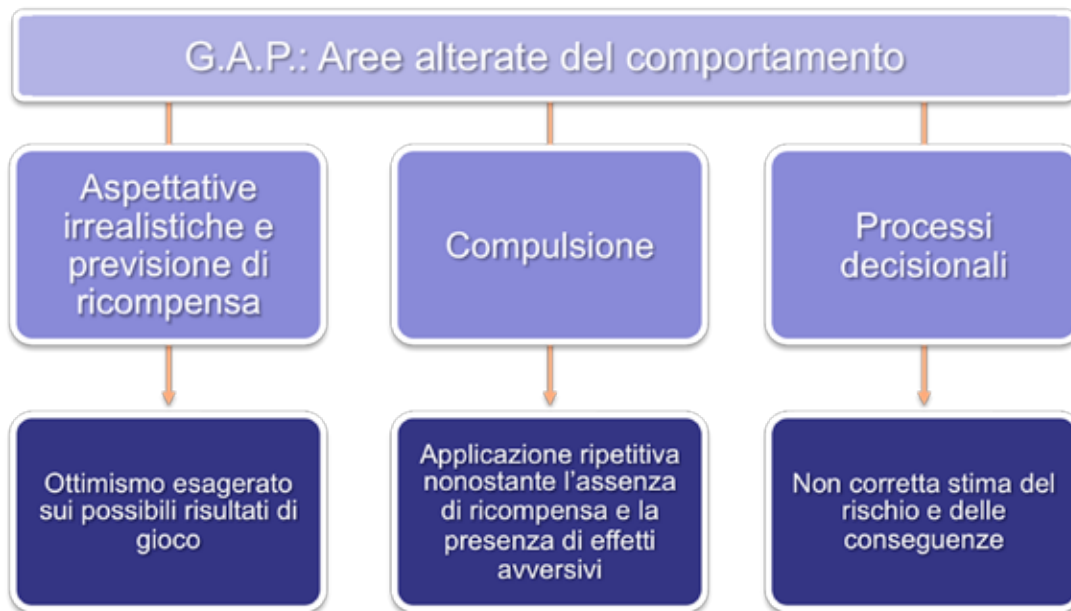 G.A.P.: Aree alterate del comportamento
Aspettative
irrealistiche e
previsione di
ricompensa
Compulsione
Processi
decisionali
Ottimismo esagerato
sui possibili risultati di
gioco
Applicazione ripetitiva
nonostante l'assenza
di ricompensa e la
presenza di effetti
avversivi
Non corretta stima del
rischio e delle
conseguenze